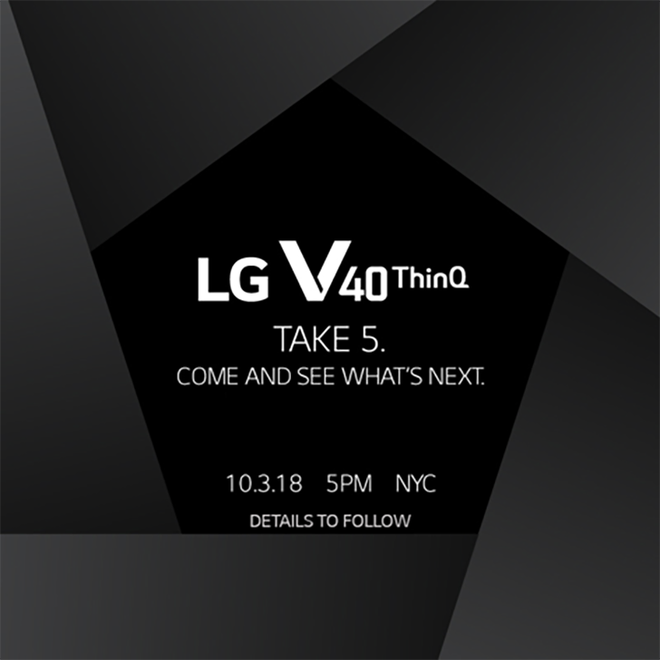 LG V40 ThinQ
TAKE 5.
COME AND SEE WHAT'S NEXT.
10.3.18 5PM NYC
DETAILS TO FOLLOW